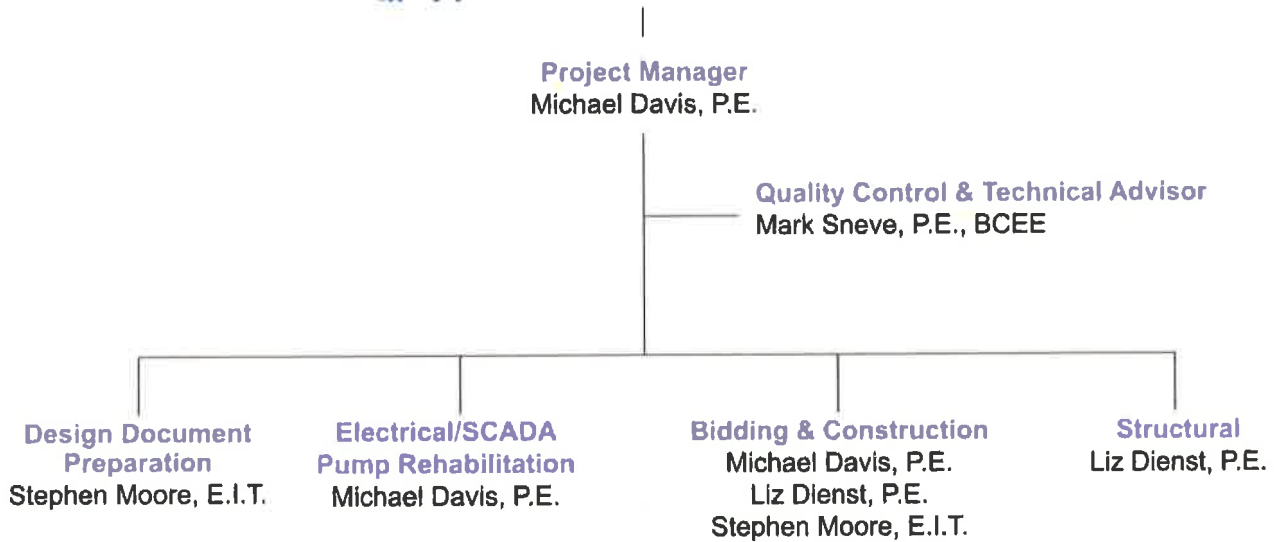 Project Manager
Michael Davis, P.E.
Quality Control & Technical Advisor
Mark Sneve, P.E., BCEE
Design Document
Preparation
Stephen Moore, E.I.T.
Electrical/SCADA
Pump Rehabilitation
Michael Davis, P.E.
Bidding & Construction
Michael Davis, P.E.
Liz Dienst, P.E.
Stephen Moore, E.I.T.
Structural
Liz Dienst, P.E.